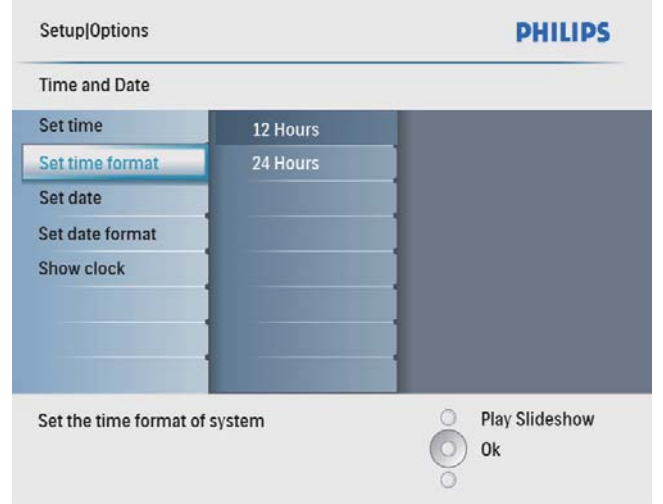 Setup|Options
PHILIPS
Time and Date
Set time
12 Hours
Set time format
24 Hours
Set date
Set date format
Show clock
Set the time format of system
Play Slideshow
Ok